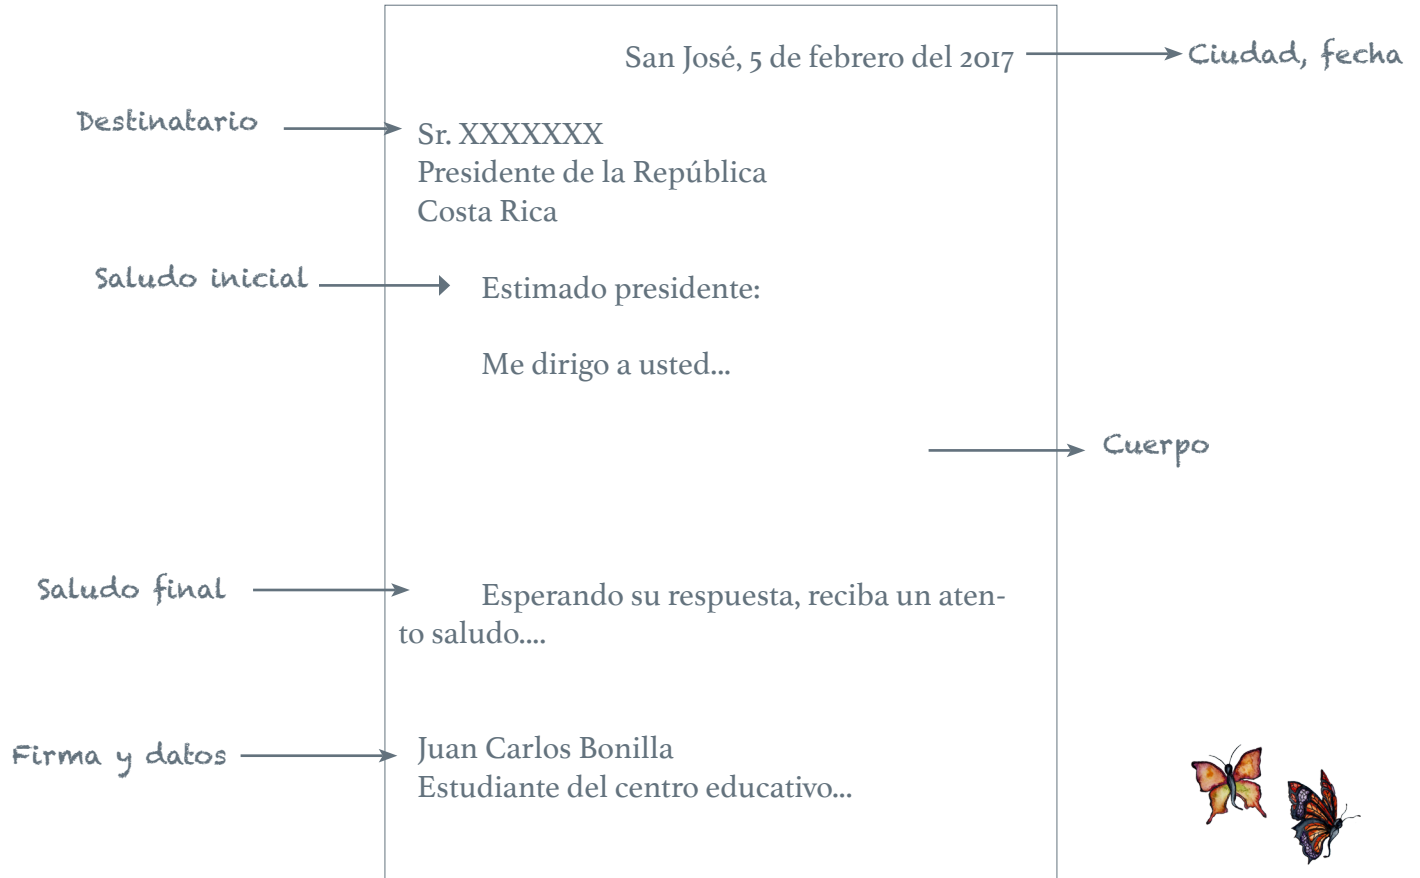 San José, 5 de febrero del 2017
Ciudad, fecha
Destinatario
Sr. XXXXXXX
Presidente de la República
Costa Rica
Saludo inicial
Estimado presidente:
Me dirigo a usted...
Cuerpo
Saludo final
Esperando su respuesta, reciba un aten-
to saludo....
Firma y datos
Juan Carlos Bonilla
Estudiante del centro educativo...